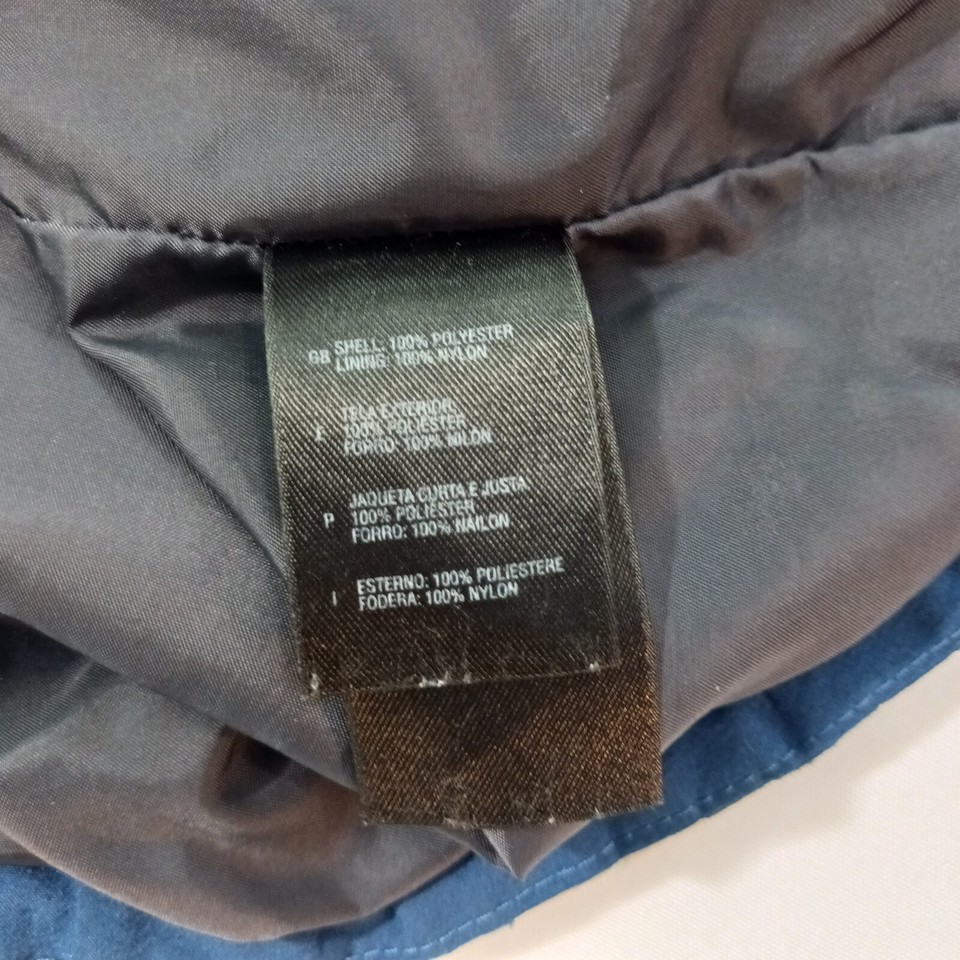 GB SHELL: 100% POLYESTER
LINING: 100% NYLON
E TELA EXTERIOR:
100% POLIESTER
FORRO: 100% NILON
JAQUETA CURTA E JUSTA
P 100% POLIÉSTER
FORRO: 100% NAILON
I ESTERNO: 100% POLIESTERE
FODERA: 100% NYLON